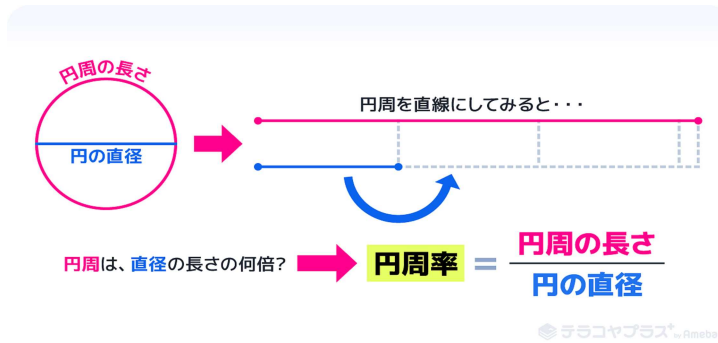 円周の長さ
円の直径
円周を直線にしてみると・・・
円周は、直径の長さの何倍?
円周率 = 円周の長さ
円の直径
テラコヤプラス by Ameba